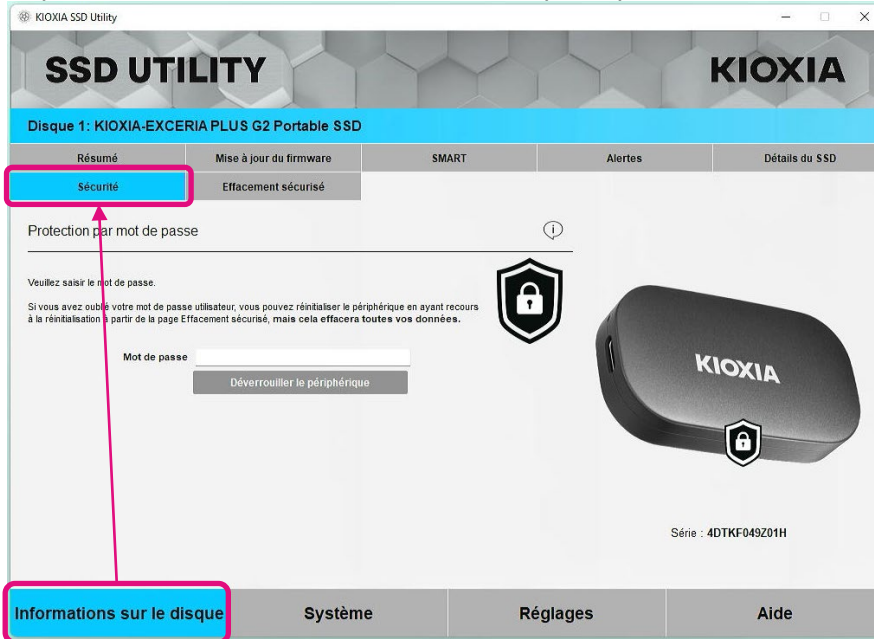 KIOXIA SSD Utility
SSD UTILITY
KIOXIA
Disque 1: KIOXIA-EXCERIA PLUS G2 Portable SSD
Résumé
Mise à jour du firmware
SMART
Alertes
Détails du SSD
Sécurité
Effacement sécurisé
Protection par mot de passe
Veuillez saisir le mot de passe.
Si vous avez oublié votre mot de passe utilisateur, vous pouvez réinitialiser le périphérique en ayant recours
à la réinitialisation à partir de la page Effacement sécurisé, mais cela effacera toutes vos données.
Mot de passe
Déverrouiller le périphérique
KIOXIA
Série : 4DTKF049Z01H
Informations sur le disque
Système
Réglages
Aide